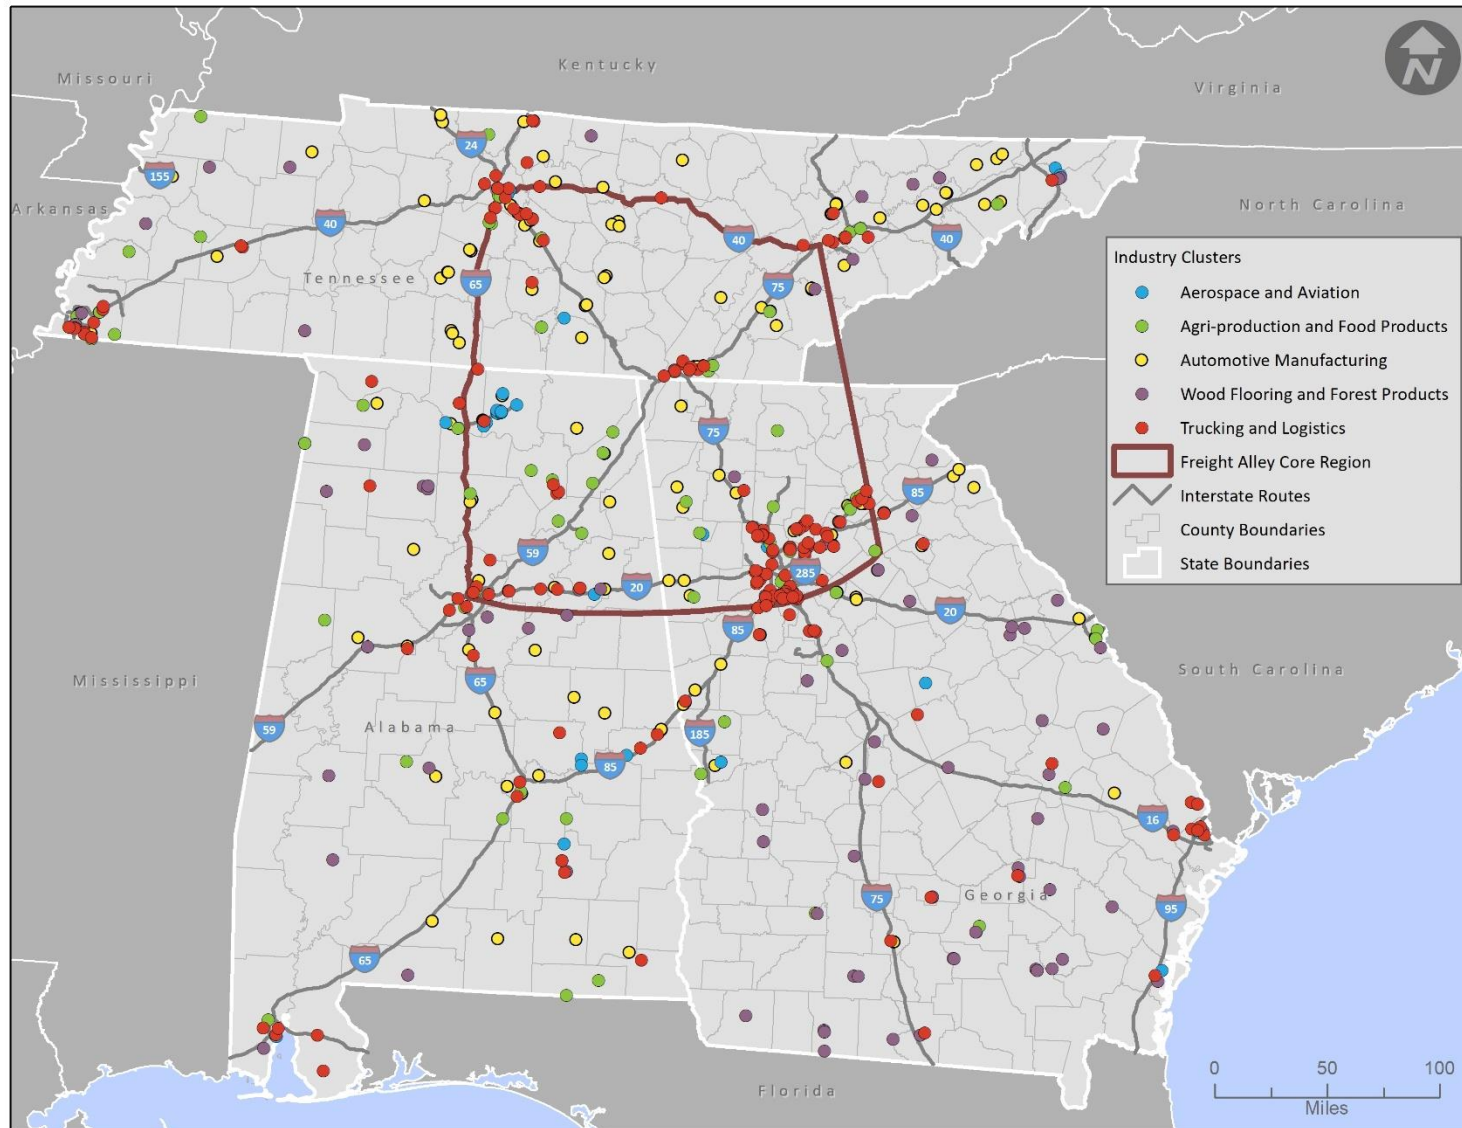 Missouri
Kentucky
Virginia
N
24
155
Arkansas
40
40
40
North Carolina
Tennessee
65
75
Industry Clusters
Aerospace and Aviation
Agri-production and Food Products
Automotive Manufacturing
Wood Flooring and Forest Products
Trucking and Logistics
Freight Alley Core Region
Interstate Routes
County Boundaries
State Boundaries
75
85
59
285
20
20
85
65
South Carolina
Mississippi
59
Alabama
185
85
16
75
Georgia
95
65
Florida
0 50 100
Miles